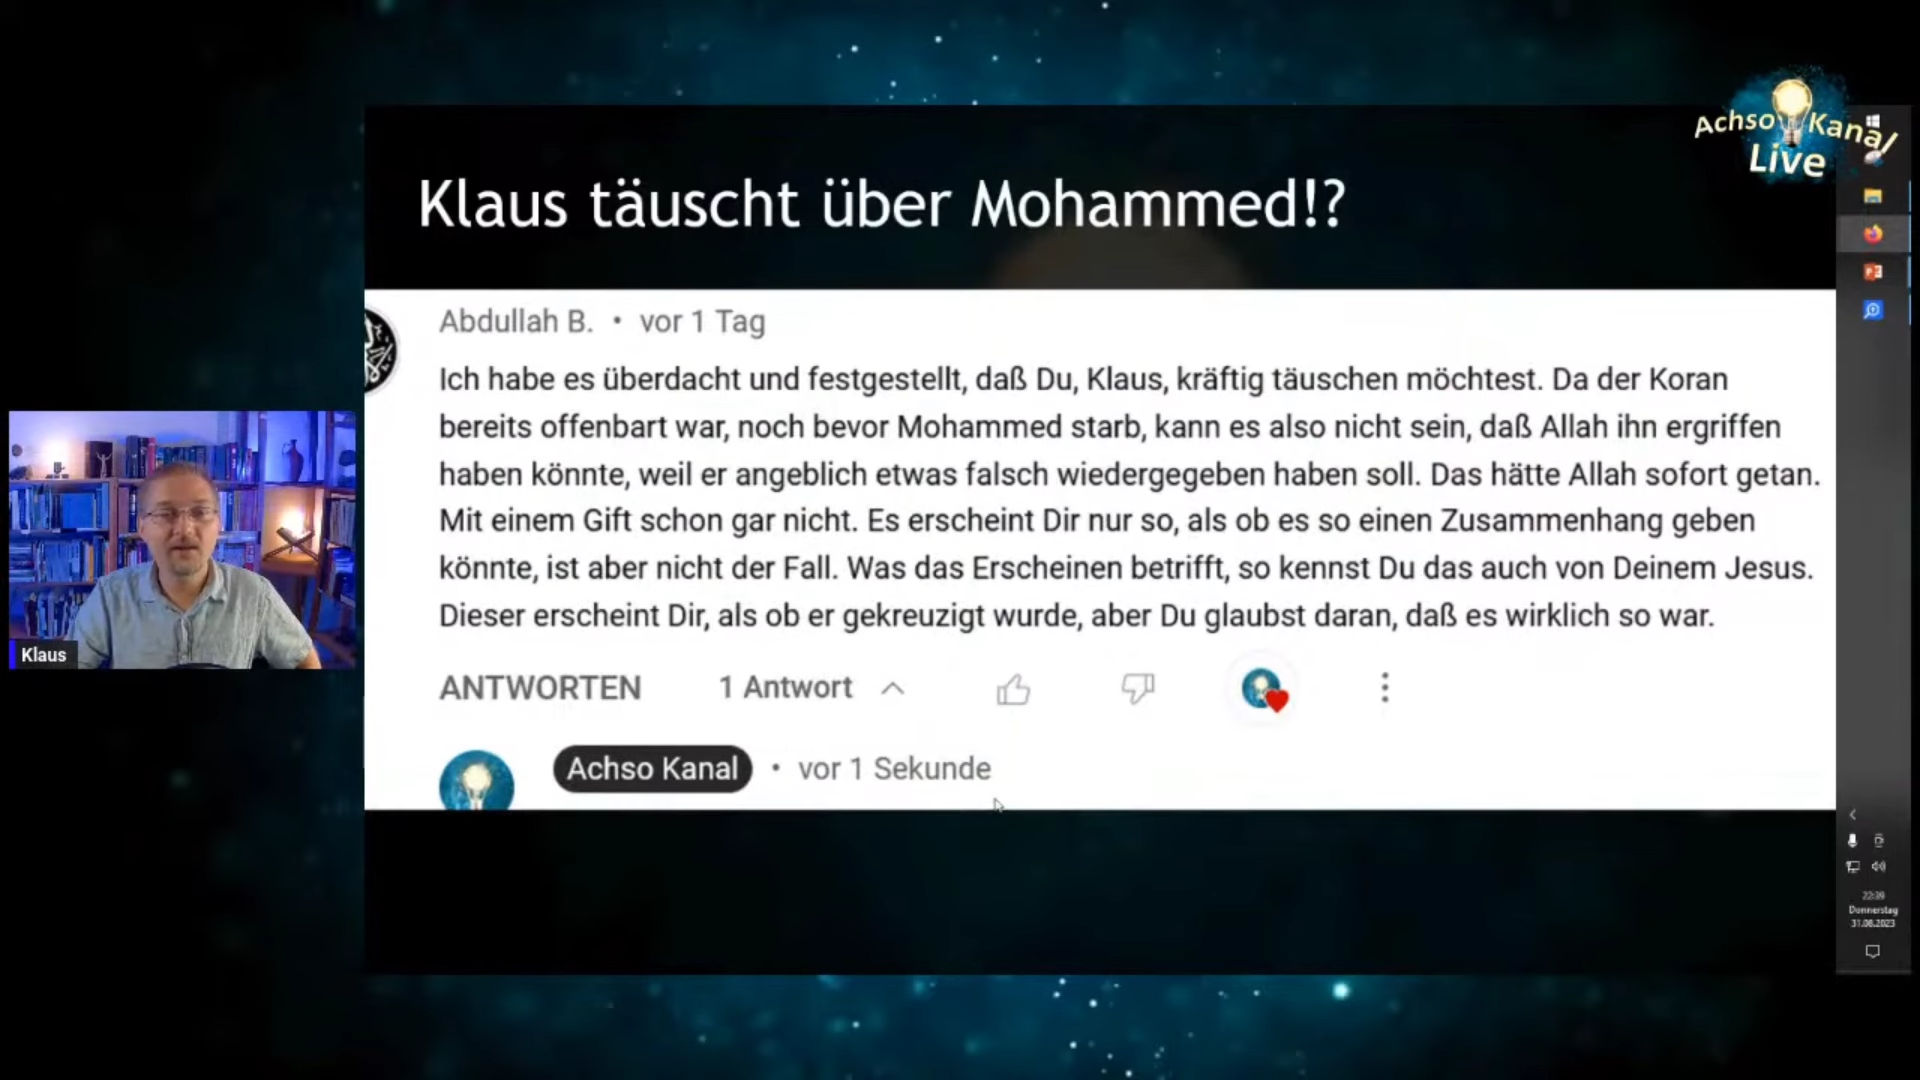 Achso Kanal
Live
Klaus täuscht über Mohammed!?
Abdullah B. • vor 1 Tag
Ich habe es überdacht und festgestellt, daß Du, Klaus, kräftig täuschen möchtest. Da der Koran
bereits offenbart war, noch bevor Mohammed starb, kann es also nicht sein, daß Allah ihn ergriffen
haben könnte, weil er angeblich etwas falsch wiedergegeben haben soll. Das hätte Allah sofort getan.
Mit einem Gift schon gar nicht. Es erscheint Dir nur so, als ob es so einen Zusammenhang geben
könnte, ist aber nicht der Fall. Was das Erscheinen betrifft, so kennst Du das auch von Deinem Jesus.
Dieser erscheint Dir, als ob er gekreuzigt wurde, aber Du glaubst daran, daß es wirklich so war.
ANTWORTEN 1 Antwort
Achso Kanal • vor 1 Sekunde
Klaus
22:39
Donnerstag
31.08.2023